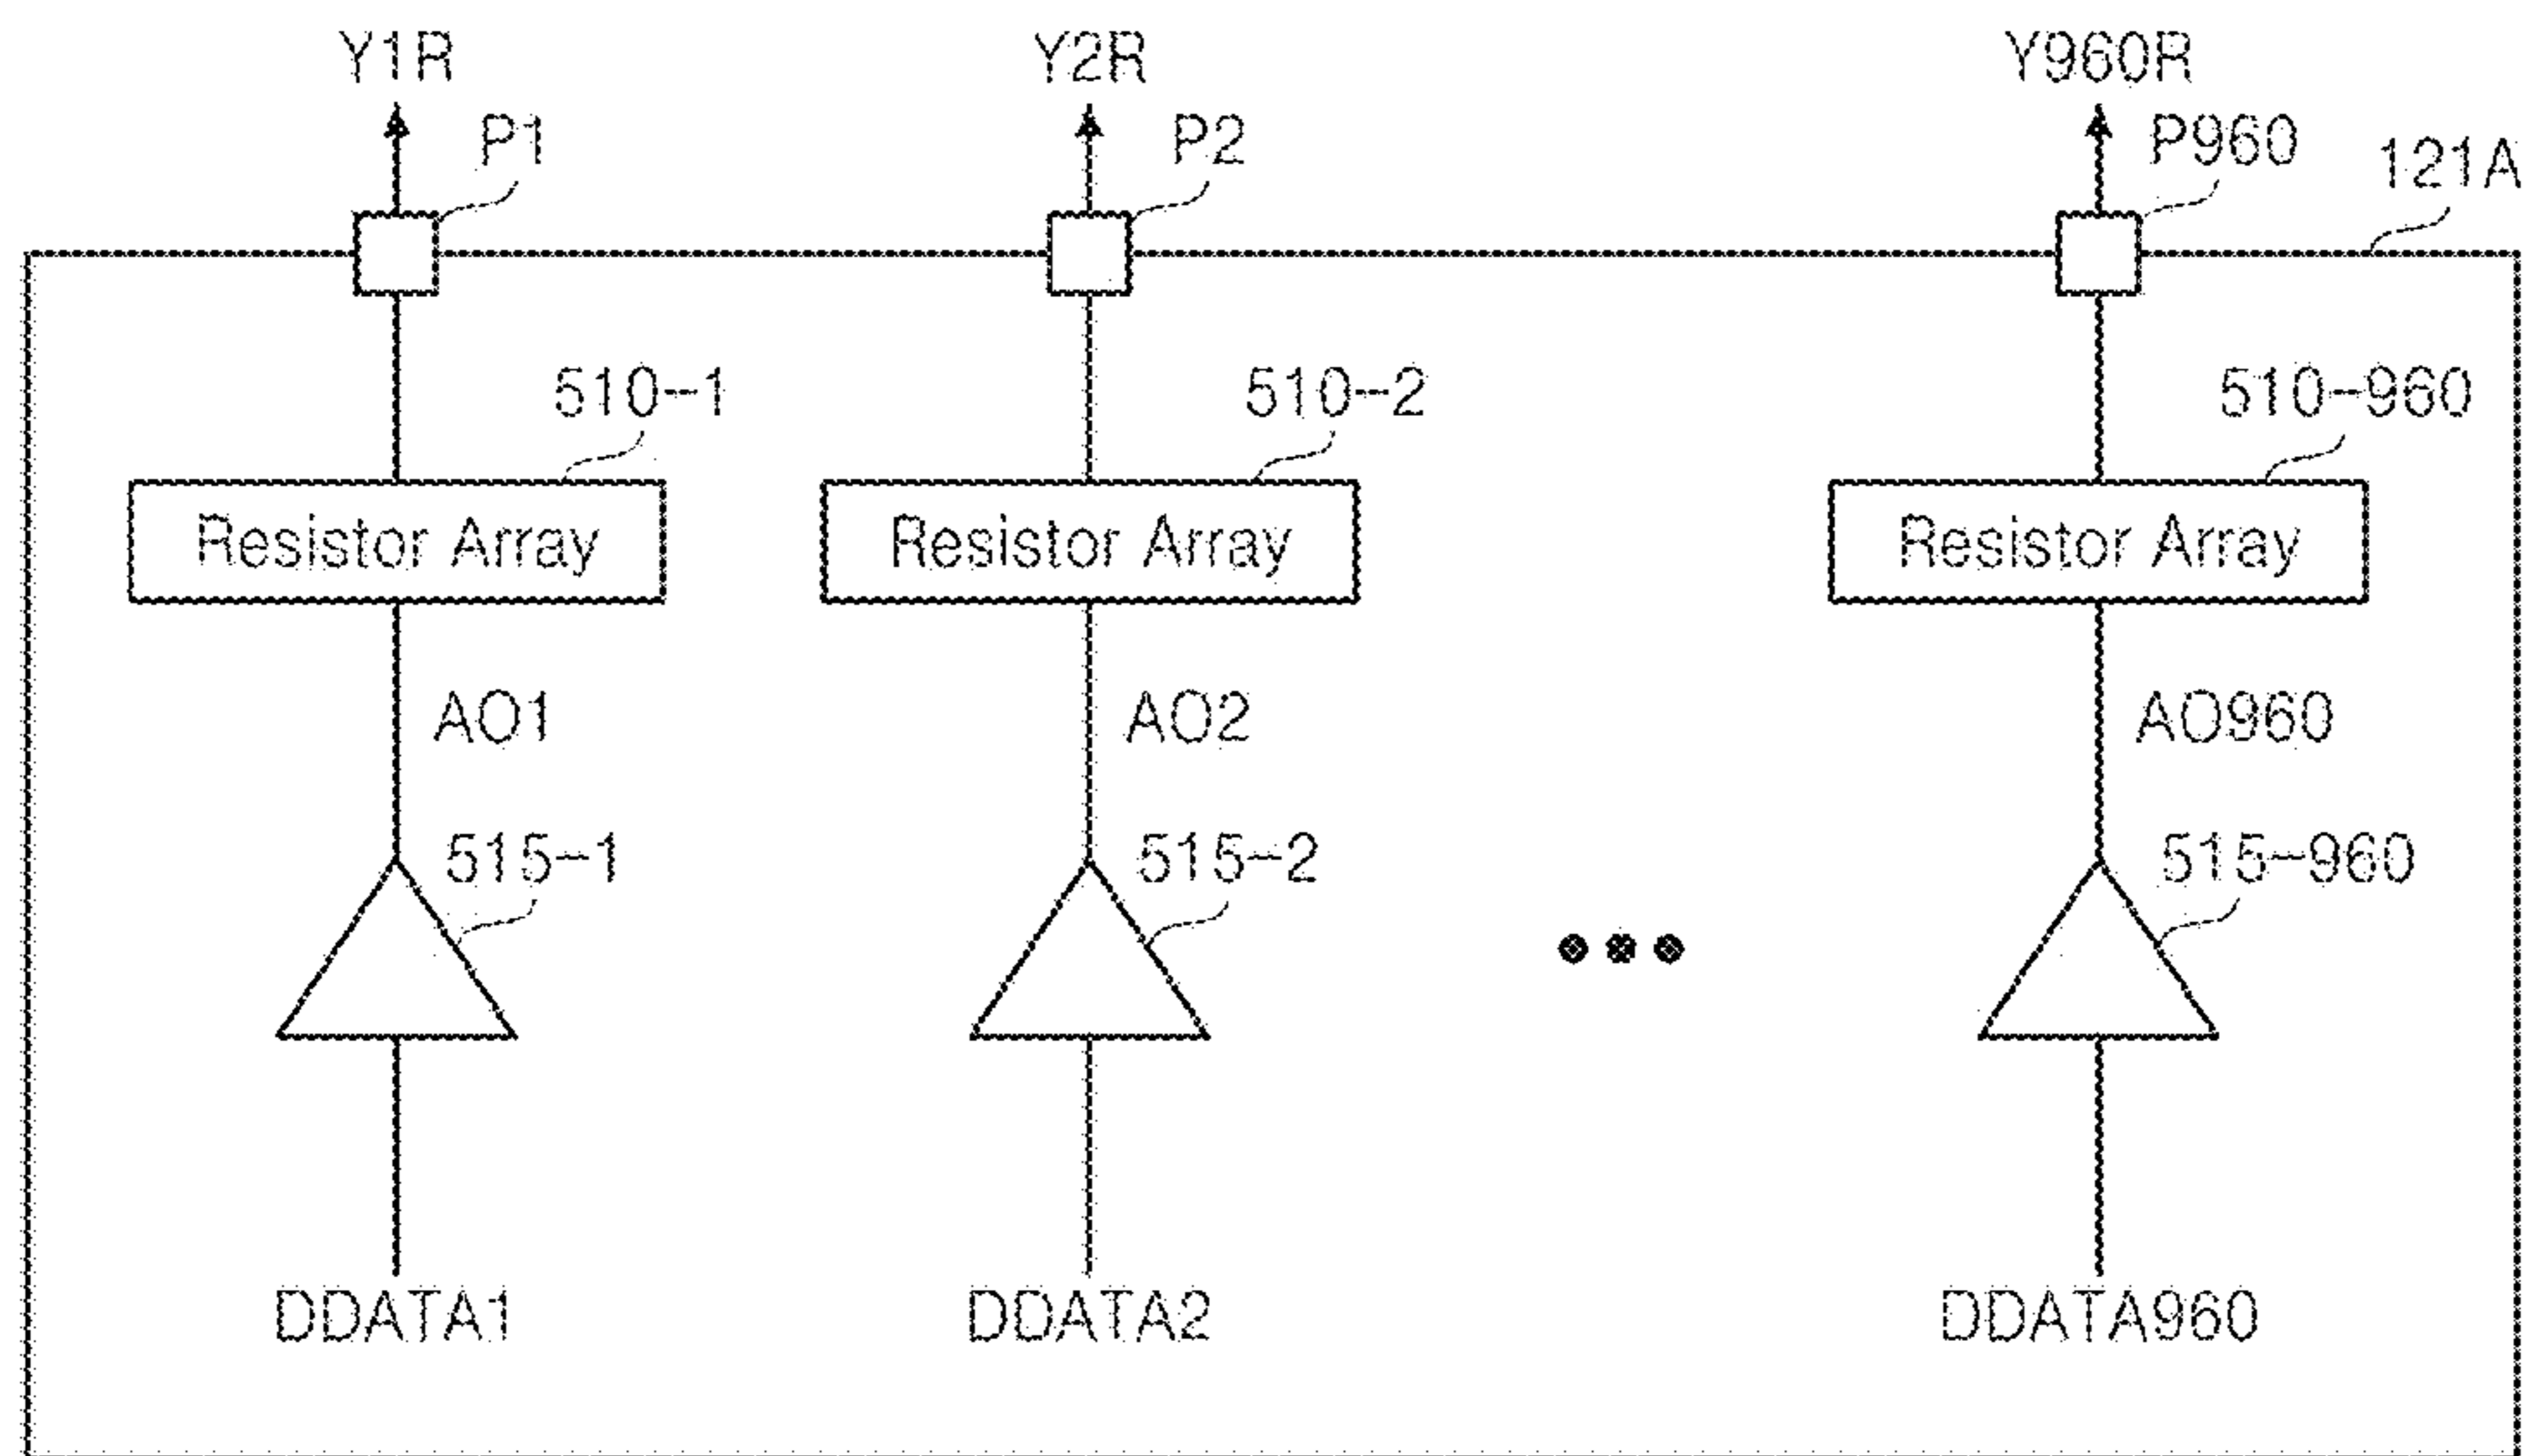 Y1R Y2R Y960R
P1 P2 P960 121A
510-1 510-2 510-960
Resistor Array Resistor Array Resistor Array
AO1 AO2 AO960
515-1 515-2 515-960
DDATA1 DDATA2 DDATA960